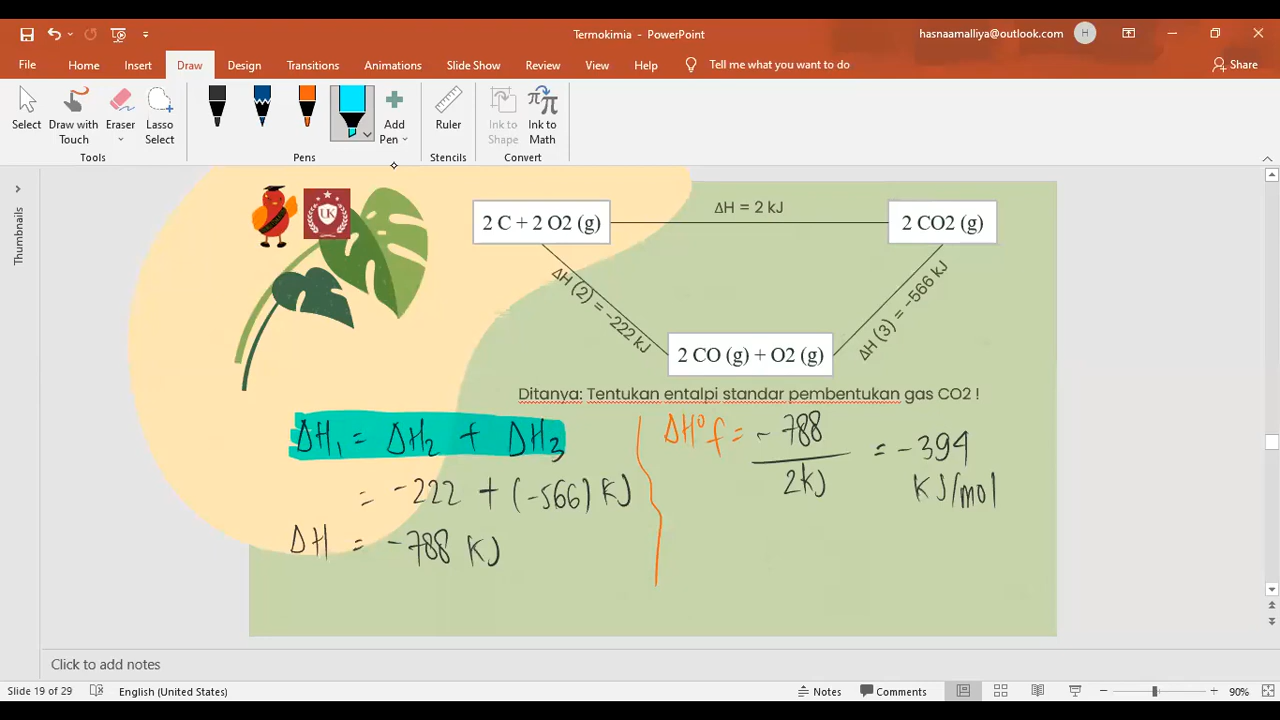 Termokimia - PowerPoint
hasnaamalliya@outlook.com
H
File Home Insert Draw Design Transitions Animations Slide Show Review View Help Tell me what you want to do Share
Select
Draw with Touch
Eraser
Lasso Select
Add Pen
Ruler
Ink to Shape
Ink to Math
Tools Pens Stencils Convert
Thumbnails
UK
2 C + 2 O2 (g)
ΔH = 2 kJ
2 CO2 (g)
ΔH (2) = -222 kJ
ΔH (3) = -566 kJ
2 CO (g) + O2 (g)
Ditanya: Tentukan entalpi standar pembentukan gas CO2 !
ΔH₁ = ΔH₂ + ΔH₃
= -222 + (-566) KJ
ΔH = -788 KJ
ΔH°f = - 788
2KJ
= -394
KJ/mol
Click to add notes
Slide 19 of 29 English (United States) Notes Comments 90%